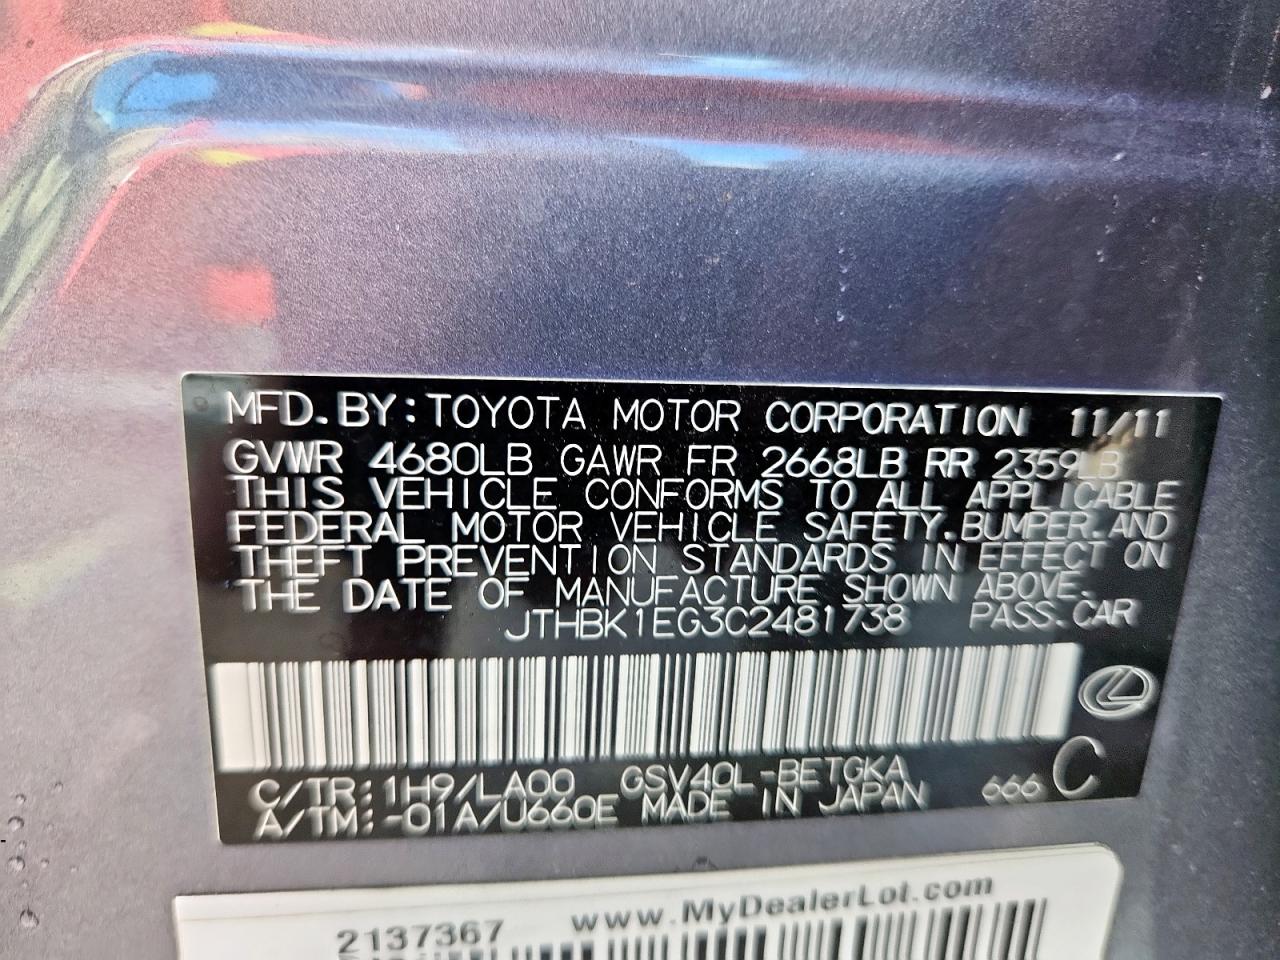 MFD.BY:TOYOTA MOTOR CORPORATION 11/11
GVWR 4680LB GAWR FR 2668LB RR 2359LB
THIS VEHICLE CONFORMS TO ALL APPLICABLE
FEDERAL MOTOR VEHICLE SAFETY.BUMPER.AND
THEFT PREVENTION STANDARDS IN EFFECT ON
THE DATE OF MANUFACTURE SHOWN ABOVE.
JTHBK1EG3C2481738 PASS.CAR
C/TR:1H9/LA00 GSV40L-BETGKA
A/TM:-01A/U660E MADE IN JAPAN 666 C
2137367 www.MyDealerLot.com